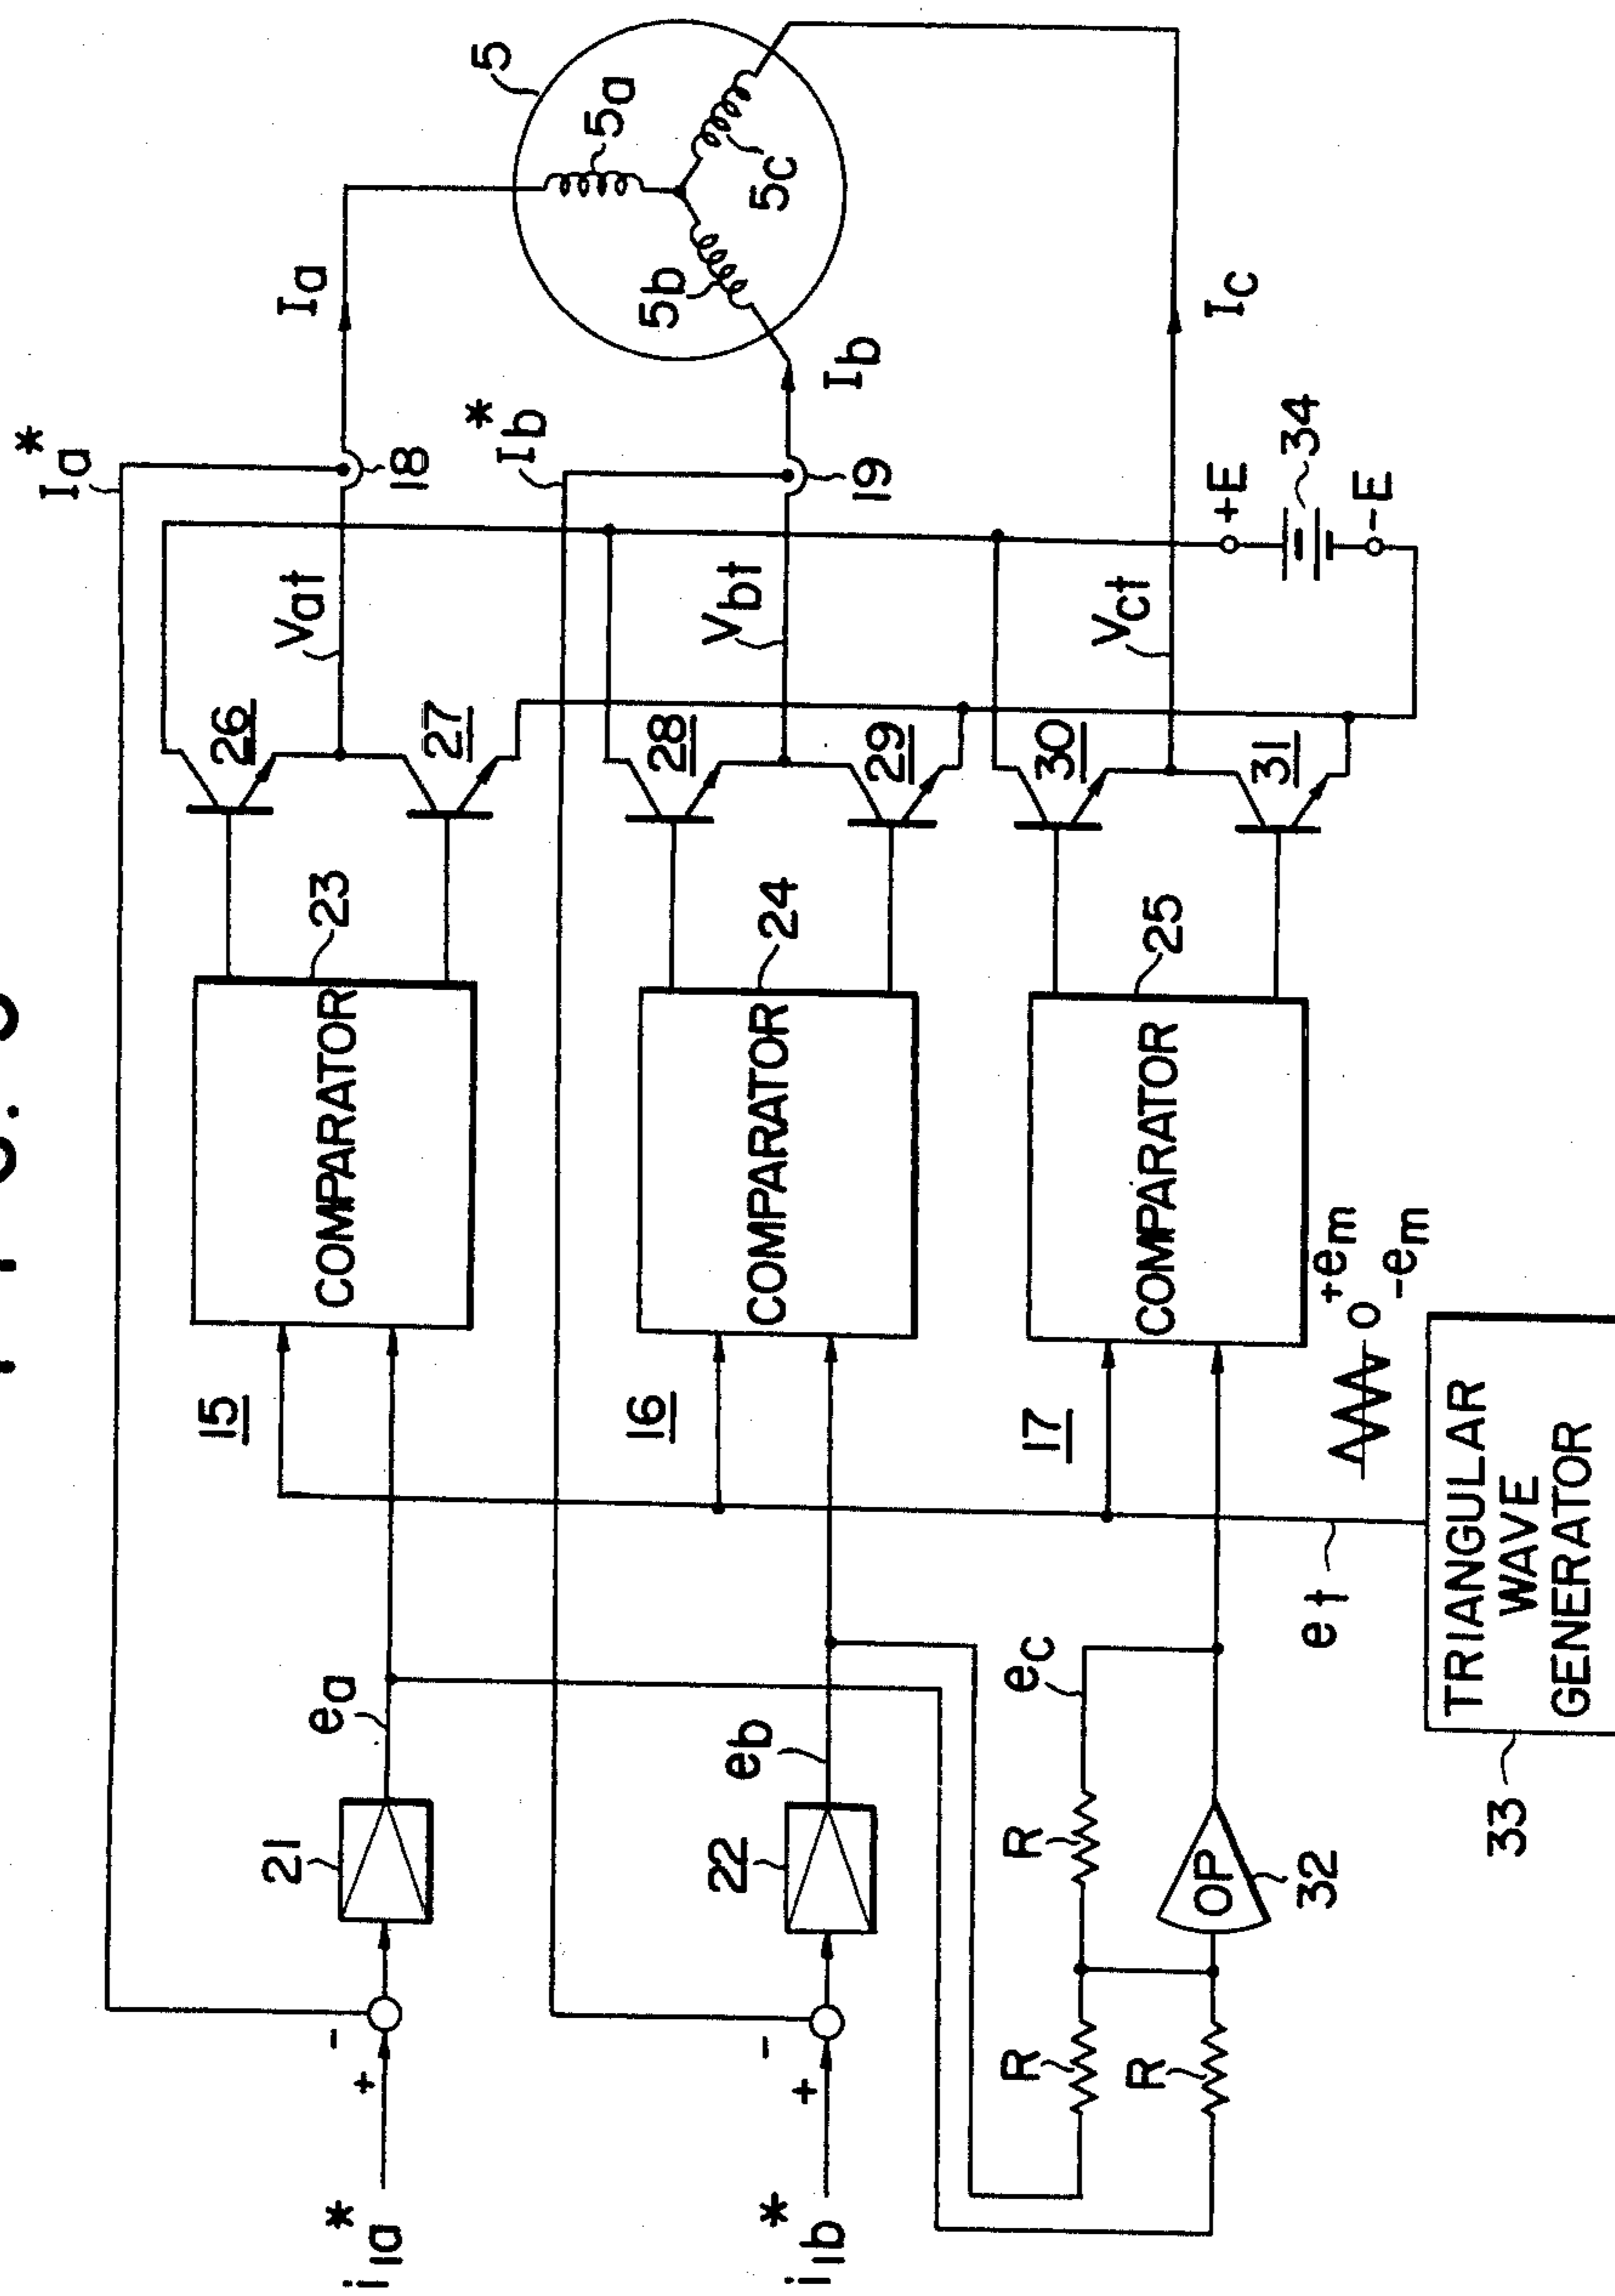 Ia*
Ia
5
5a
5b
5c
18
Vat
26
27
23
COMPARATOR
15
ea
21
-
+
i1a*
Ib*
Ib
19
Vbt
28
29
24
COMPARATOR
16
eb
22
-
+
i1b*
Ic
Vct
30
31
25
COMPARATOR
17
ec
R
R
R
OP
32
+E
34
-E
+em
0
-em
et
TRIANGULAR
WAVE
GENERATOR
33